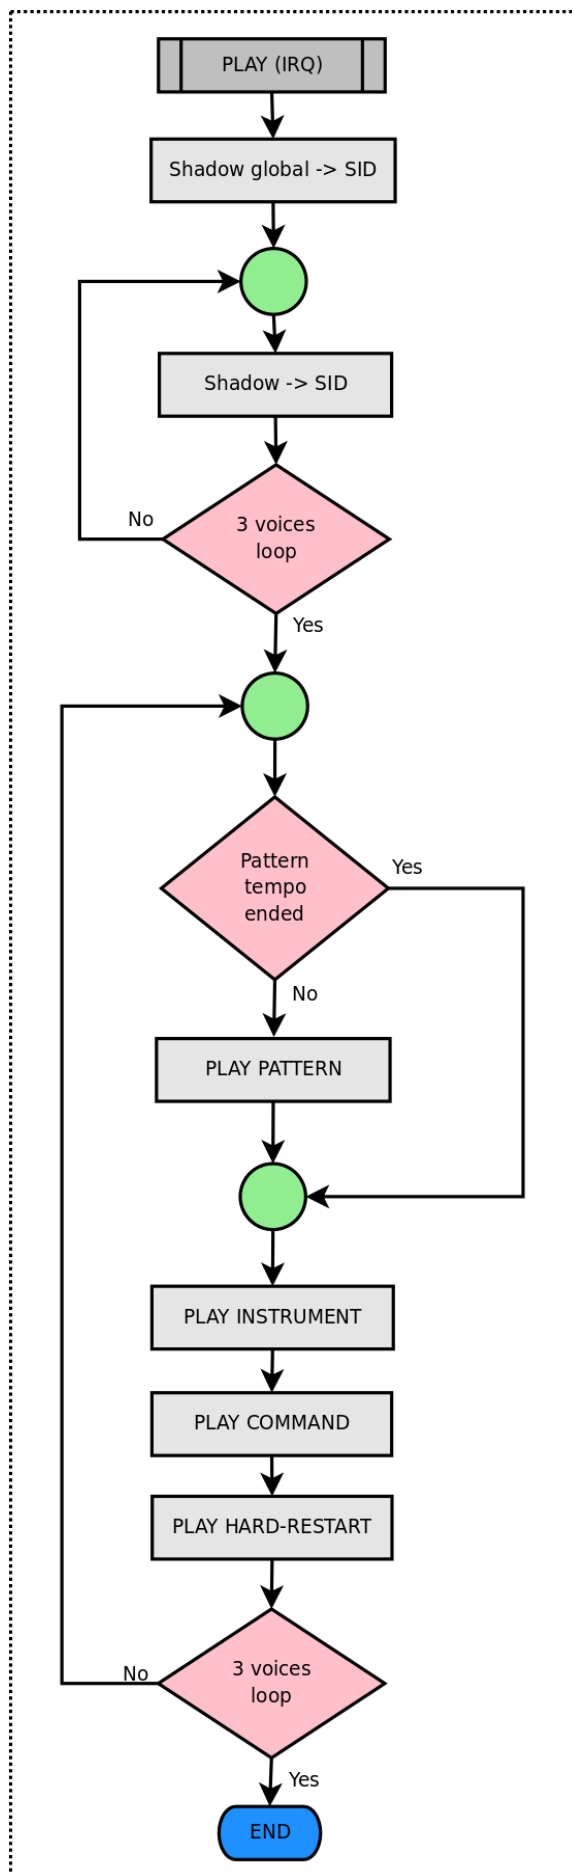 PLAY (IRQ)
Shadow global -> SID
Shadow -> SID
No
3 voices
loop
Yes
Pattern
tempo
ended
Yes
No
PLAY PATTERN
PLAY INSTRUMENT
PLAY COMMAND
PLAY HARD-RESTART
No
3 voices
loop
Yes
END